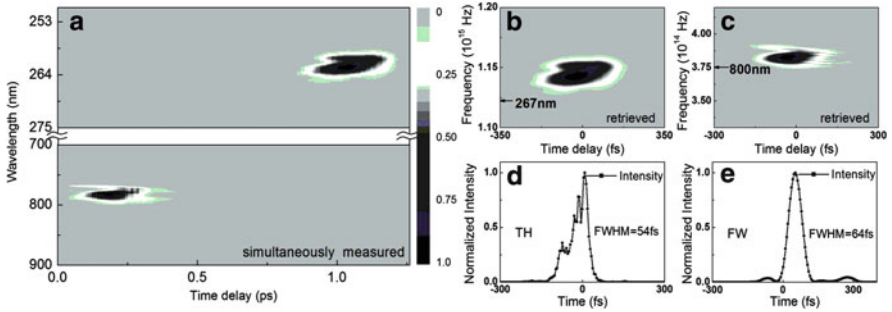 a
Wavelength (nm)
253
264
275
700
800
900
simultaneously measured
0.0
0.5
1.0
Time delay (ps)
0
0.25
0.50
0.75
1.0
b
Frequency (10¹⁵ Hz)
1.20
1.15
1.10
267nm
retrieved
-350
0
350
Time delay (fs)
c
Frequency (10¹⁴ Hz)
4.00
3.75
3.50
800nm
retrieved
-300
0
300
Time delay (fs)
d
Normalized Intensity
1.0
0.5
0.0
Intensity
TH
FWHM=54fs
-300
0
300
Time (fs)
e
Normalized Intensity
1.0
0.5
0.0
Intensity
FW
FWHM=64fs
-300
0
300
Time (fs)